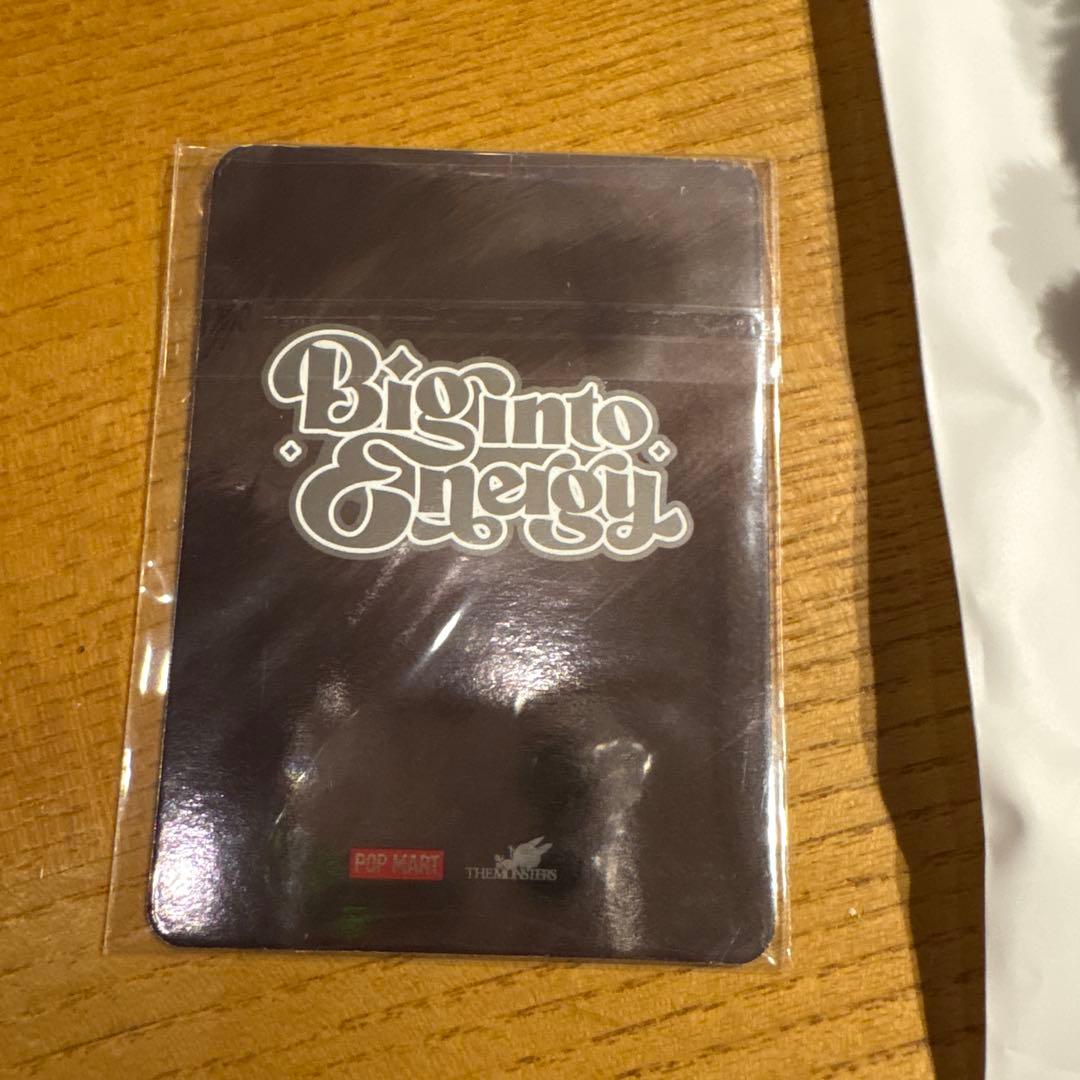 Big into
Energy
POP MART
THE MONSTERS